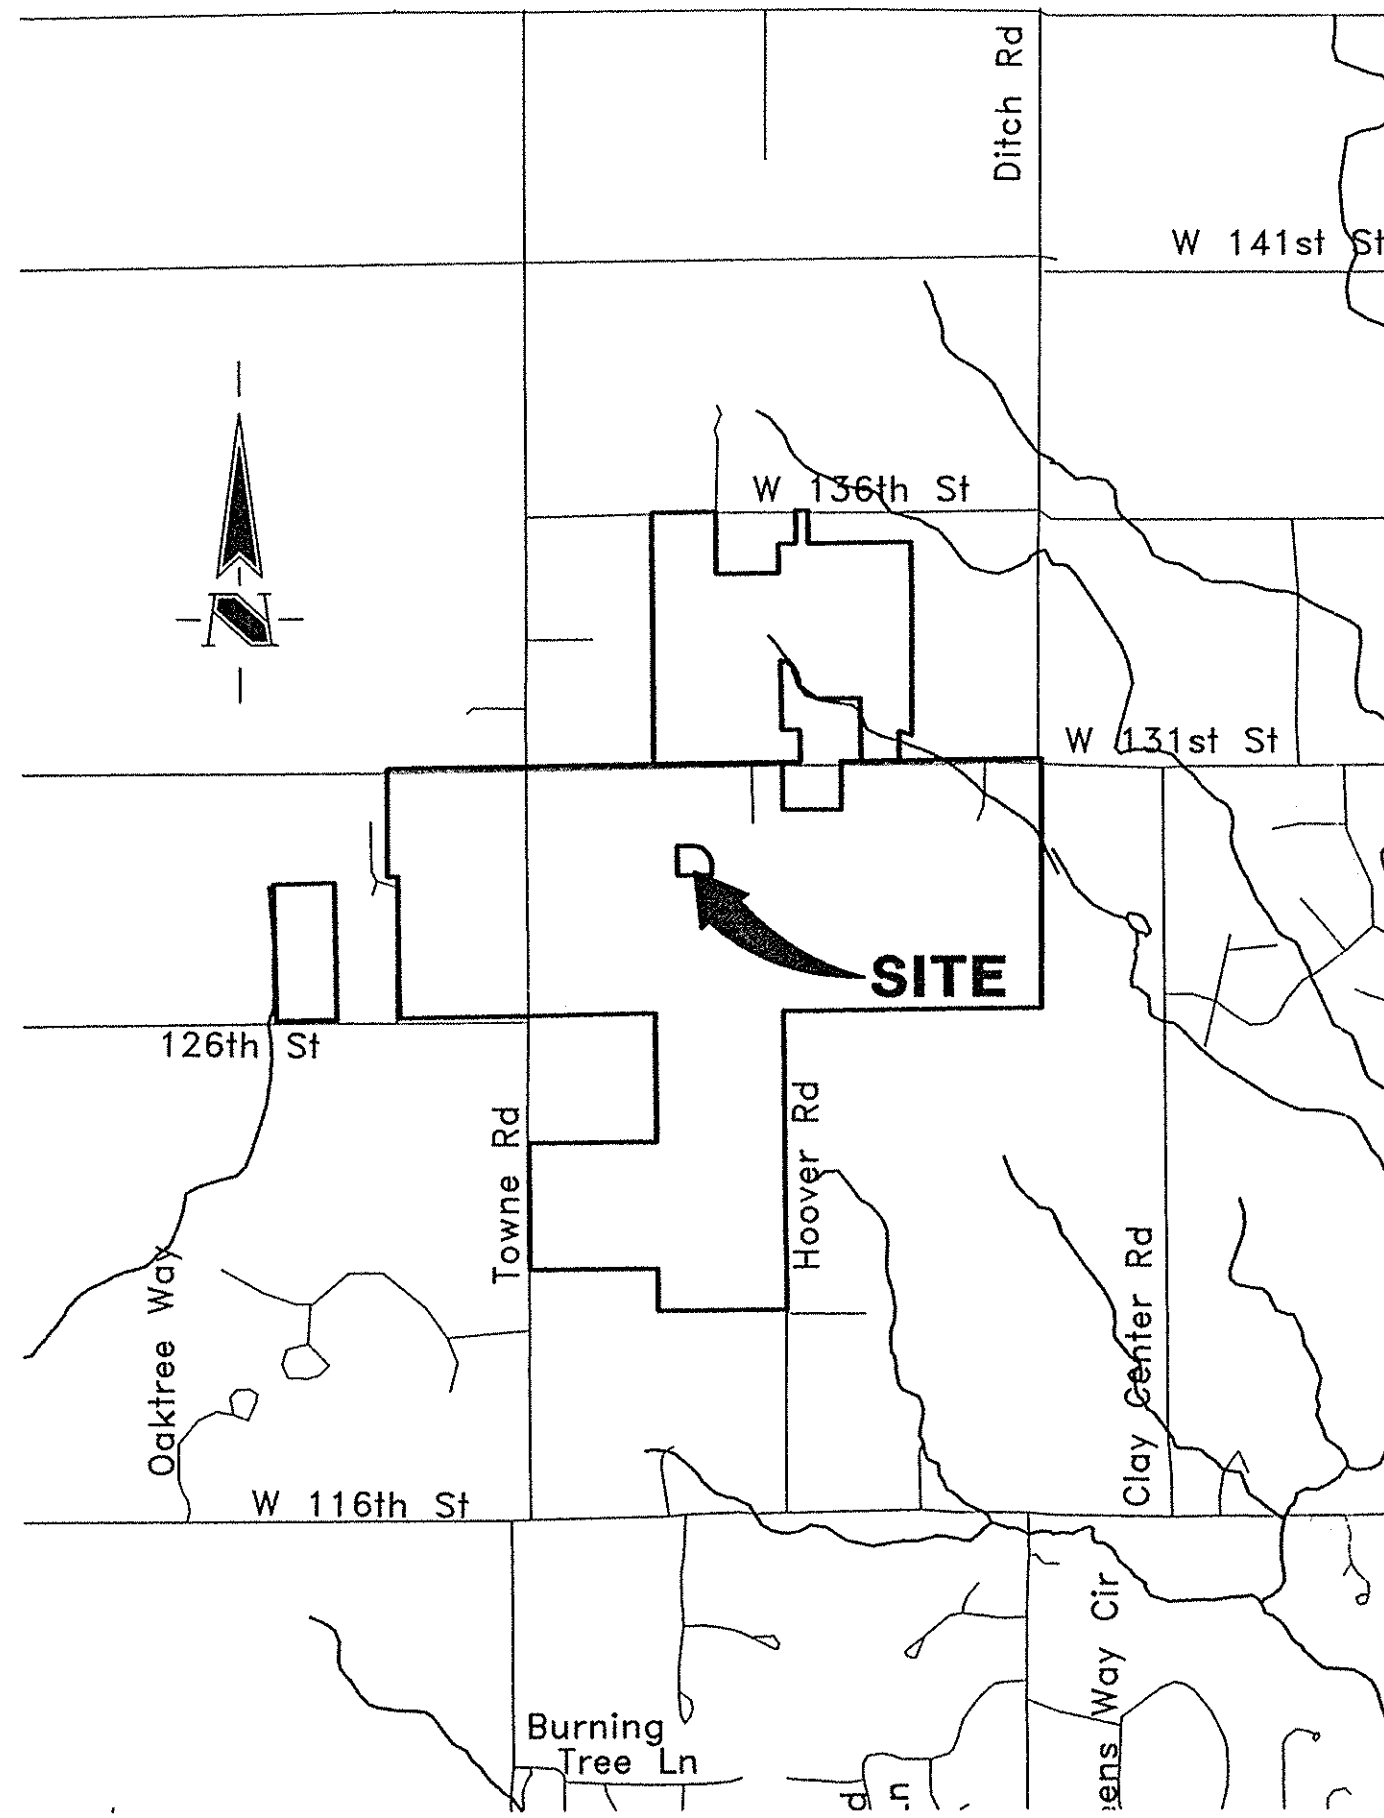 Ditch Rd
W 141st St
W 136th St
N
W 131st St
SITE
126th St
Towne Rd
Hoover Rd
Oaktree Way
Clay Center Rd
W 116th St
Way Cir
Burning
Tree Ln